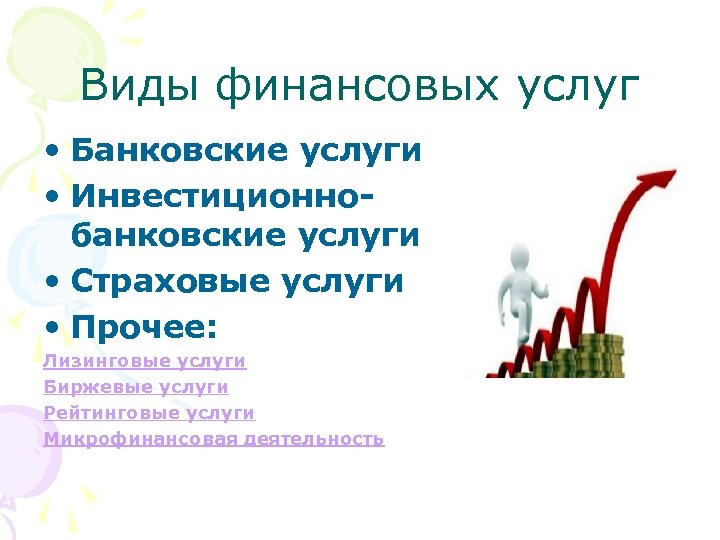 Виды финансовых услуг
• Банковские услуги
• Инвестиционно-
банковские услуги
• Страховые услуги
• Прочее:
Лизинговые услуги
Биржевые услуги
Рейтинговые услуги
Микрофинансовая деятельность